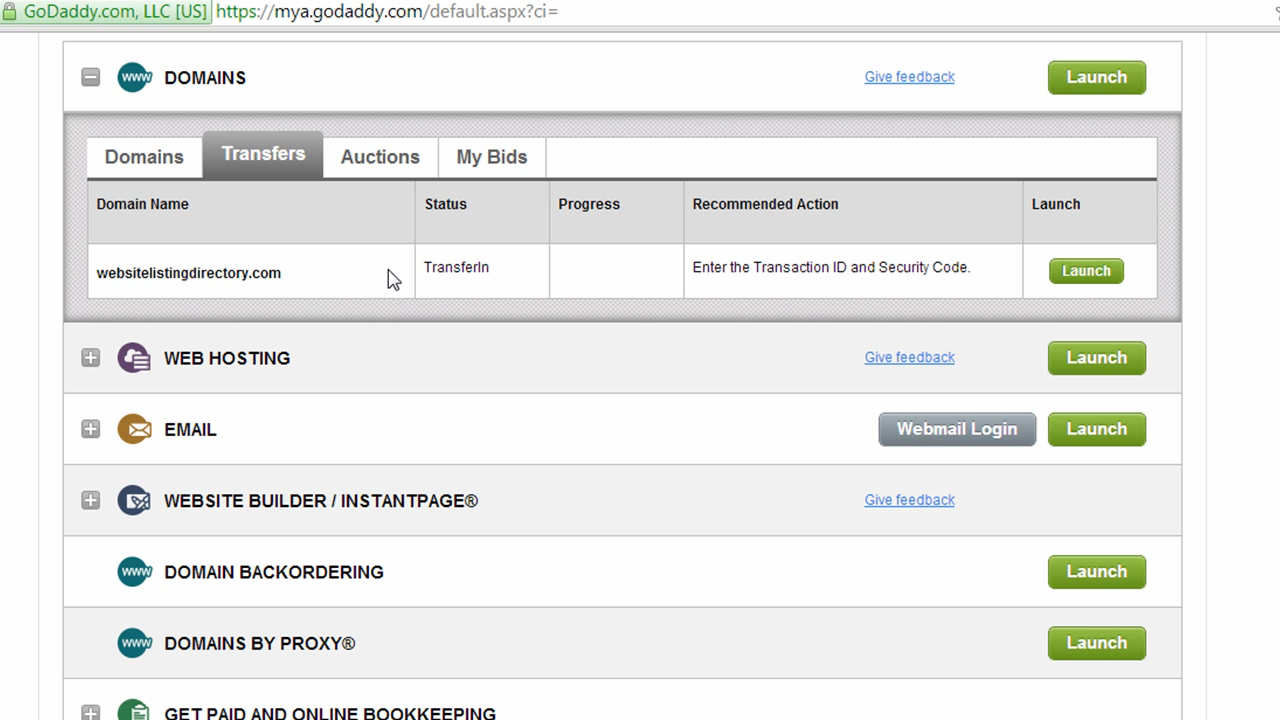 GoDaddy.com, LLC [US] https://mya.godaddy.com/default.aspx?ci=
www DOMAINS Give feedback Launch
Domains Transfers Auctions My Bids
Domain Name Status Progress Recommended Action Launch
websitelistingdirectory.com TransferIn Enter the Transaction ID and Security Code. Launch
WEB HOSTING Give feedback Launch
EMAIL Webmail Login Launch
WEBSITE BUILDER / INSTANTPAGE® Give feedback
www DOMAIN BACKORDERING Launch
www DOMAINS BY PROXY® Launch
GET PAID AND ONLINE BOOKKEEPING